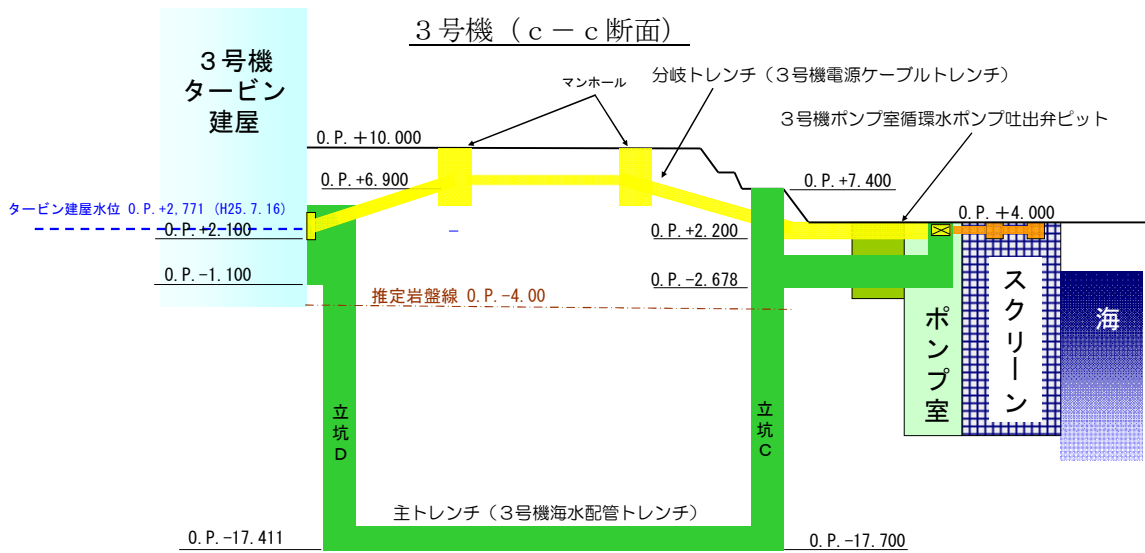 ３号機（ｃ－ｃ断面）
３号機
タービン
建屋
マンホール
分岐トレンチ（３号機電源ケーブルトレンチ）
３号機ポンプ室循環水ポンプ吐出弁ピット
O.P.＋10.000
O.P.+6.900
O.P.+7.400
タービン建屋水位 O.P.+2,771 (H25.7.16)
O.P.＋4.000
O.P.+2.100
O.P.+2.200
O.P.-1.100
O.P.-2.678
推定岩盤線 O.P.-4.00
スクリーン
海
ポンプ室
立坑Ｄ
立坑Ｃ
主トレンチ（３号機海水配管トレンチ）
O.P.-17.411
O.P.-17.700